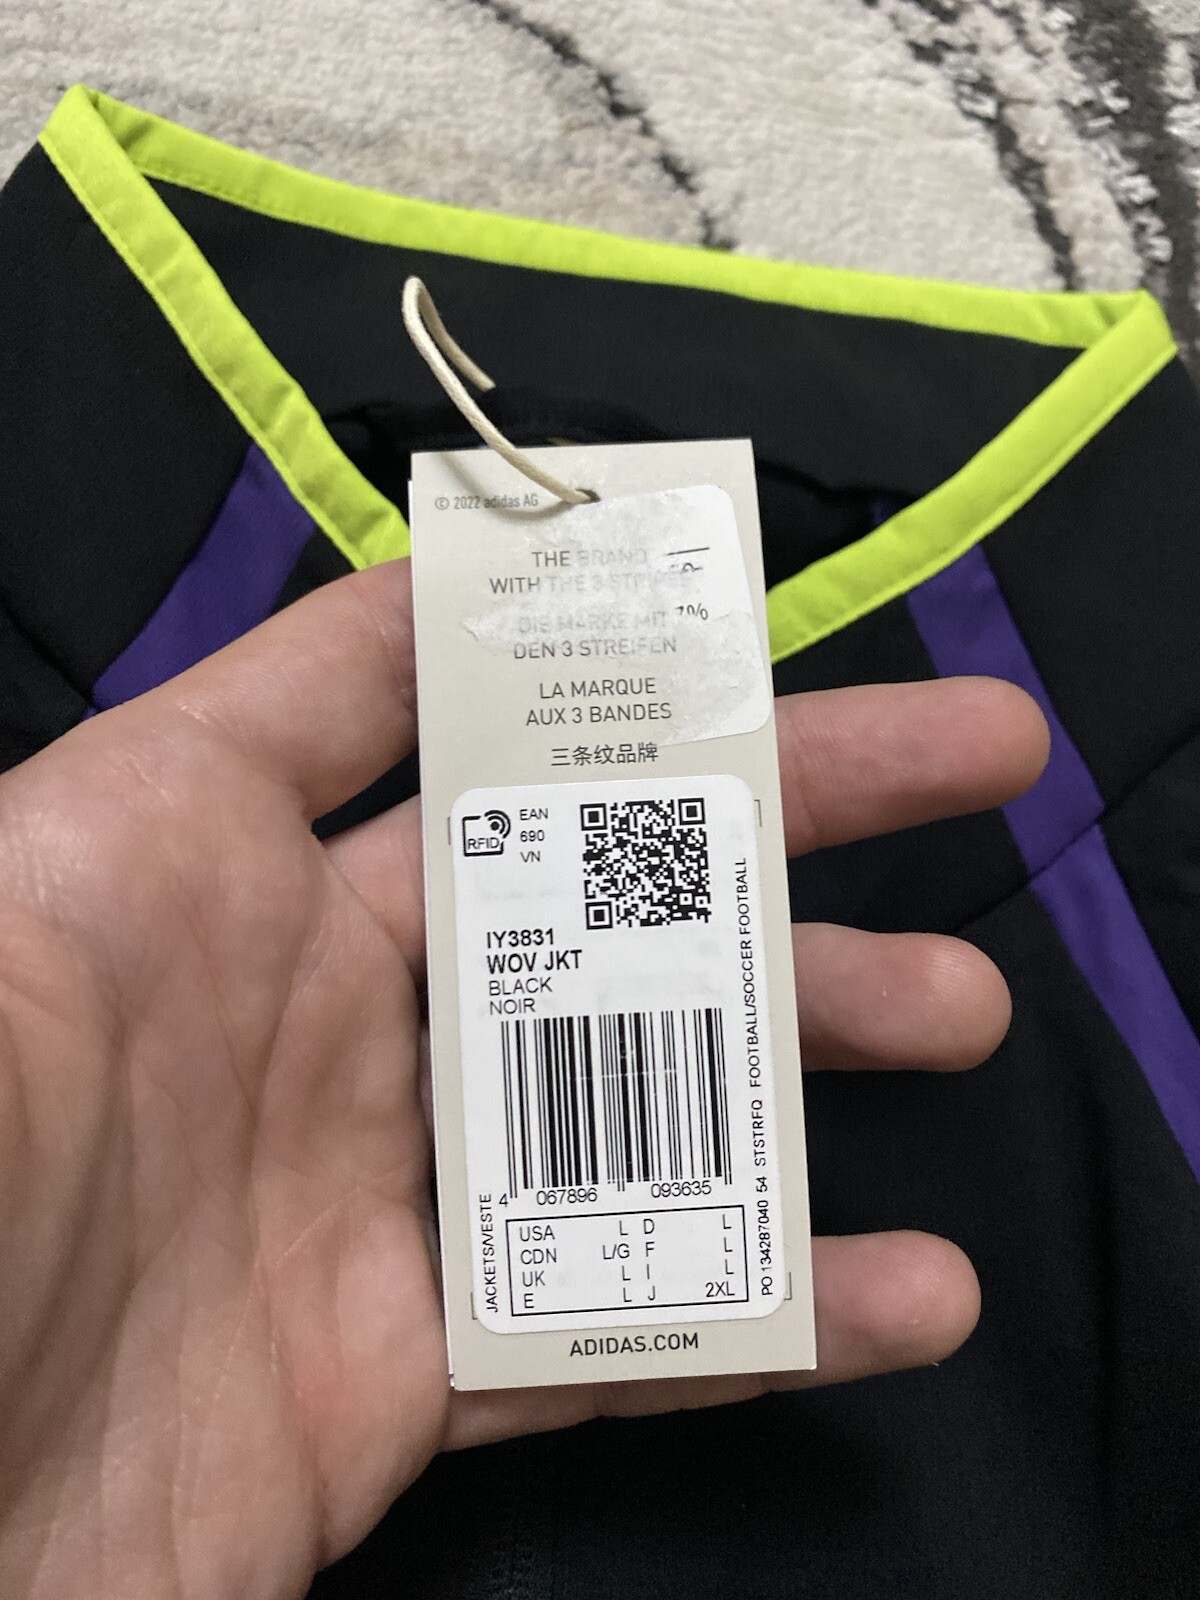 © 2022 adidas AG
THE BRAND
WITH THE 3 STRIPES
DIE MARKE MIT
DEN 3 STREIFEN
LA MARQUE
AUX 3 BANDES
三条纹品牌
RFID
EAN
690
VN
IY3831
WOV JKT
BLACK
NOIR
4 067896 093635
JACKETS/VESTE
PO 134287040 54 STSTRFQ FOOTBALL/SOCCER FOOTBALL
USA L D L
CDN L/G F L
UK L I L
E L J 2XL
ADIDAS.COM